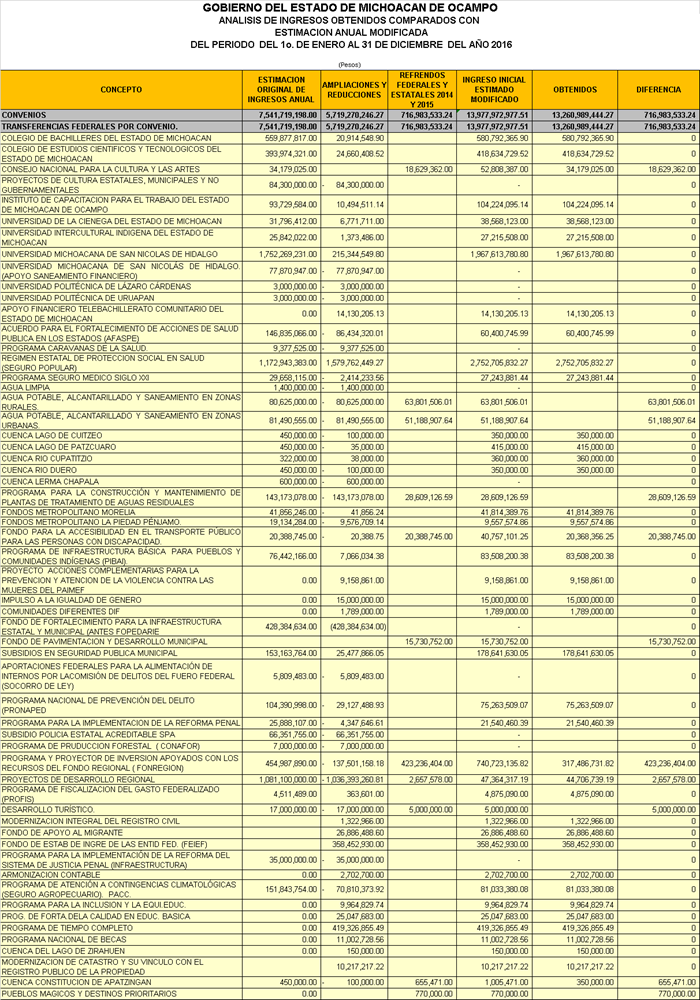 GOBIERNO DEL ESTADO DE MICHOACAN DE OCAMPO
ANALISIS DE INGRESOS OBTENIDOS COMPARADOS CON
ESTIMACION ANUAL MODIFICADA
DEL PERIODO DEL 1o. DE ENERO AL 31 DE DICIEMBRE DEL AÑO 2016
(Pesos)
CONCEPTO
ESTIMACION ORIGINAL DE INGRESOS ANUAL
AMPLIACIONES Y REDUCCIONES
REFRENDOS FEDERALES Y ESTATALES 2014 Y 2015
INGRESO INICIAL ESTIMADO MODIFICADO
OBTENIDOS
DIFERENCIA
CONVENIOS 7,541,719,198.00 5,719,270,246.27 716,983,533.24 13,977,972,977.51 13,260,989,444.27 716,983,533.24
TRANSFERENCIAS FEDERALES POR CONVENIO. 7,541,719,198.00 5,719,270,246.27 716,983,533.24 13,977,972,977.51 13,260,989,444.27 716,983,533.24
COLEGIO DE BACHILLERES DEL ESTADO DE MICHOACAN 559,877,817.00 20,914,548.90 580,792,365.90 580,792,365.90 0
COLEGIO DE ESTUDIOS CIENTIFICOS Y TECNOLOGICOS DEL
ESTADO DE MICHOACAN 393,974,321.00 24,660,408.52 418,634,729.52 418,634,729.52 0
CONSEJO NACIONAL PARA LA CULTURA Y LAS ARTES 34,179,025.00 18,629,362.00 52,808,387.00 34,179,025.00 18,629,362.00
PROYECTOS DE CULTURA ESTATALES, MUNICIPALES Y NO
GUBERNAMENTALES 84,300,000.00 - 84,300,000.00 - 0
INSTITUTO DE CAPACITACION PARA EL TRABAJO DEL ESTADO
DE MICHOACAN DE OCAMPO 93,729,584.00 10,494,511.14 104,224,095.14 104,224,095.14 0
UNIVERSIDAD DE LA CIENEGA DEL ESTADO DE MICHOACAN 31,796,412.00 6,771,711.00 38,568,123.00 38,568,123.00 0
UNIVERSIDAD INTERCULTURAL INDIGENA DEL ESTADO DE
MICHOACAN 25,842,022.00 1,373,486.00 27,215,508.00 27,215,508.00 0
UNIVERSIDAD MICHOACANA DE SAN NICOLAS DE HIDALGO 1,752,269,231.00 215,344,549.80 1,967,613,780.80 1,967,613,780.80 0
UNIVERSIDAD MICHOACANA DE SAN NICOLÁS DE HIDALGO.
(APOYO SANEAMIENTO FINANCIERO) 77,870,947.00 - 77,870,947.00 - 0
UNIVERSIDAD POLITÉCNICA DE LÁZARO CÁRDENAS 3,000,000.00 - 3,000,000.00 - 0
UNIVERSIDAD POLITÉCNICA DE URUAPAN 3,000,000.00 - 3,000,000.00 - 0
APOYO FINANCIERO TELEBACHILLERATO COMUNITARIO DEL
ESTADO DE MICHOACAN 0.00 14,130,205.13 14,130,205.13 14,130,205.13 0
ACUERDO PARA EL FORTALECIMIENTO DE ACCIONES DE SALUD
PUBLICA EN LOS ESTADOS (AFASPE) 146,835,066.00 - 86,434,320.01 60,400,745.99 60,400,745.99 0
PROGRAMA CARAVANAS DE LA SALUD. 9,377,525.00 - 9,377,525.00 - 0
REGIMEN ESTATAL DE PROTECCION SOCIAL EN SALUD
(SEGURO POPULAR) 1,172,943,383.00 1,579,762,449.27 2,752,705,832.27 2,752,705,832.27 0
PROGRAMA SEGURO MEDICO SIGLO XXI 29,658,115.00 - 2,414,233.56 27,243,881.44 27,243,881.44 0
AGUA LIMPIA 1,400,000.00 - 1,400,000.00 - 0
AGUA POTABLE, ALCANTARILLADO Y SANEAMIENTO EN ZONAS
RURALES. 80,625,000.00 - 80,625,000.00 63,801,506.01 63,801,506.01 63,801,506.01
AGUA POTABLE, ALCANTARILLADO Y SANEAMIENTO EN ZONAS
URBANAS. 81,490,555.00 - 81,490,555.00 51,188,907.64 51,188,907.64 51,188,907.64
CUENCA LAGO DE CUITZEO 450,000.00 - 100,000.00 350,000.00 350,000.00 0
CUENCA LAGO DE PATZCUARO 450,000.00 - 35,000.00 415,000.00 415,000.00 0
CUENCA RIO CUPATITZIO 322,000.00 38,000.00 360,000.00 360,000.00 0
CUENCA RIO DUERO 450,000.00 - 100,000.00 350,000.00 350,000.00 0
CUENCA LERMA CHAPALA 600,000.00 - 600,000.00 - 0
PROGRAMA PARA LA CONSTRUCCIÓN Y MANTENIMIENTO DE
PLANTAS DE TRATAMIENTO DE AGUAS RESIDUALES 143,173,078.00 - 143,173,078.00 28,609,126.59 28,609,126.59 28,609,126.59
FONDOS METROPOLITANO MORELIA 41,856,246.00 - 41,856.24 41,814,389.76 41,814,389.76 0
FONDOS METROPOLITANO LA PIEDAD PÉNJAMO. 19,134,284.00 - 9,576,709.14 9,557,574.86 9,557,574.86 0
FONDO PARA LA ACCESIBILIDAD EN EL TRANSPORTE PÚBLICO
PARA LAS PERSONAS CON DISCAPACIDAD. 20,388,745.00 - 20,388.75 20,388,745.00 40,757,101.25 20,368,356.25 20,388,745.00
PROGRAMA DE INFRAESTRUCTURA BÁSICA PARA PUEBLOS Y
COMUNIDADES INDÍGENAS (PIBAI). 76,442,166.00 7,066,034.38 83,508,200.38 83,508,200.38 0
PROYECTO ACCIONES COMPLEMENTARIAS PARA LA
PREVENCION Y ATENCION DE LA VIOLENCIA CONTRA LAS
MUJERES DEL PAIMEF 0.00 9,158,861.00 9,158,861.00 9,158,861.00 0
IMPULSO A LA IGUALDAD DE GENERO 0.00 15,000,000.00 15,000,000.00 15,000,000.00 0
COMUNIDADES DIFERENTES DIF 0.00 1,789,000.00 1,789,000.00 1,789,000.00 0
FONDO DE FORTALECIMIENTO PARA LA INFRAESTRUCTURA
ESTATAL Y MUNICIPAL (ANTES FOPEDARIE 428,384,634.00 (428,384,634.00) - 0
FONDO DE PAVIMENTACION Y DESARROLLO MUNICIPAL 15,730,752.00 15,730,752.00 15,730,752.00
SUBSIDIOS EN SEGURIDAD PUBLICA MUNICIPAL 153,163,764.00 25,477,866.05 178,641,630.05 178,641,630.05 0
APORTACIONES FEDERALES PARA LA ALIMENTACIÓN DE
INTERNOS POR LACOMISIÓN DE DELITOS DEL FUERO FEDERAL
(SOCORRO DE LEY) 5,809,483.00 - 5,809,483.00 - 0
PROGRAMA NACIONAL DE PREVENCIÓN DEL DELITO
(PRONAPED 104,390,998.00 - 29,127,488.93 75,263,509.07 75,263,509.07 0
PROGRAMA PARA LA IMPLEMENTACION DE LA REFORMA PENAL 25,888,107.00 - 4,347,646.61 21,540,460.39 21,540,460.39 0
SUBSIDIO POLICIA ESTATAL ACREDITABLE SPA 66,351,755.00 - 66,351,755.00 - 0
PROGRAMA DE PRUDUCCION FORESTAL ( CONAFOR) 7,000,000.00 - 7,000,000.00 - 0
PROGRAMA Y PROYECTOR DE INVERSION APOYADOS CON LOS
RECURSOS DEL FONDO REGIONAL ( FONREGION) 454,987,890.00 - 137,501,158.18 423,236,404.00 740,723,135.82 317,486,731.82 423,236,404.00
PROYECTOS DE DESARROLLO REGIONAL 1,081,100,000.00 - 1,036,393,260.81 2,657,578.00 47,364,317.19 44,706,739.19 2,657,578.00
PROGRAMA DE FISCALIZACION DEL GASTO FEDERALIZADO
(PROFIS) 4,511,489.00 363,601.00 4,875,090.00 4,875,090.00 0
DESARROLLO TURÍSTICO. 17,000,000.00 - 17,000,000.00 5,000,000.00 5,000,000.00 5,000,000.00
MODERNIZACION INTEGRAL DEL REGISTRO CIVIL 1,322,966.00 1,322,966.00 1,322,966.00 0
FONDO DE APOYO AL MIGRANTE 26,886,488.60 26,886,488.60 26,886,488.60 0
FONDO DE ESTAB DE INGRE DE LAS ENTID FED. (FEIEF) 358,452,930.00 358,452,930.00 358,452,930.00 0
PROGRAMA PARA LA IMPLEMENTACIÓN DE LA REFORMA DEL
SISTEMA DE JUSTICIA PENAL (INFRAESTRUCTURA) 35,000,000.00 - 35,000,000.00 - 0
ARMONIZACION CONTABLE 0.00 2,702,700.00 2,702,700.00 2,702,700.00 0
PROGRAMA DE ATENCIÓN A CONTINGENCIAS CLIMATOLÓGICAS
(SEGURO AGROPECUARIO). PACC. 151,843,754.00 - 70,810,373.92 81,033,380.08 81,033,380.08 0
PROGRAMA PARA LA INCLUSION Y LA EQUI.EDUC. 0.00 9,964,829.74 9,964,829.74 9,964,829.74 0
PROG. DE FORTA.DELA CALIDAD EN EDUC. BASICA 0.00 25,047,683.00 25,047,683.00 25,047,683.00 0
PROGRAMA DE TIEMPO COMPLETO 0.00 419,326,855.49 419,326,855.49 419,326,855.49 0
PROGRAMA NACIONAL DE BECAS 0.00 11,002,728.56 11,002,728.56 11,002,728.56 0
CUENCA DEL LAGO DE ZIRAHUEN 0.00 150,000.00 150,000.00 150,000.00 0
MODERNIZACION DE CATASTRO Y SU VINCULO CON EL
REGISTRO PUBLICO DE LA PROPIEDAD 10,217,217.22 10,217,217.22 10,217,217.22 0
CUENCA CONSTITUCION DE APATZINGAN 450,000.00 - 100,000.00 655,471.00 1,005,471.00 350,000.00 655,471.00
PUEBLOS MAGICOS Y DESTINOS PRIORITARIOS 0.00 770,000.00 770,000.00 770,000.00